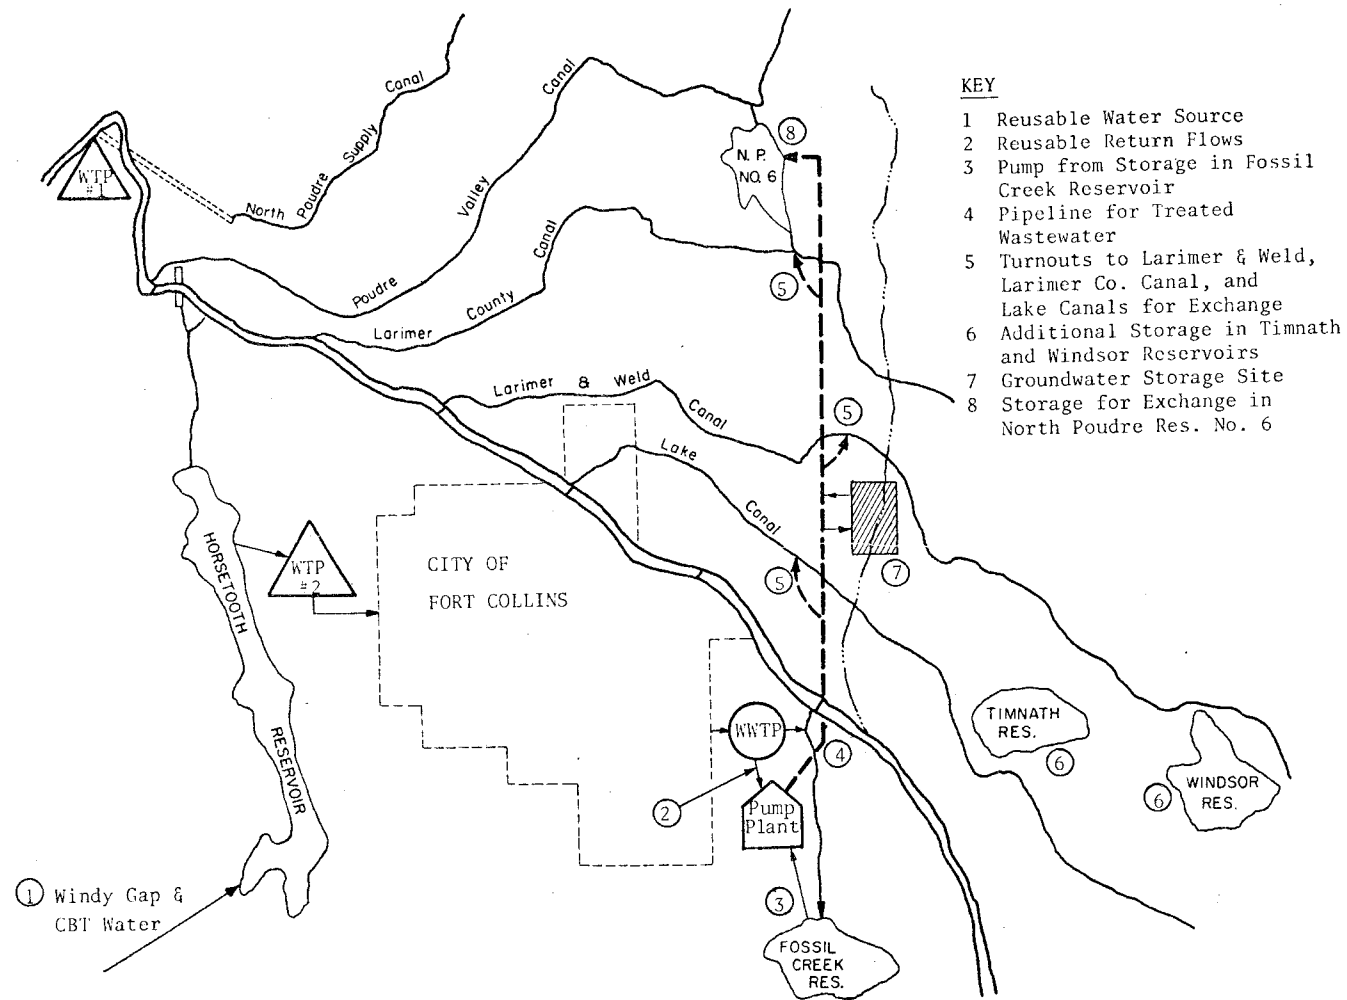 KEY
1 Reusable Water Source
2 Reusable Return Flows
3 Pump from Storage in Fossil
Creek Reservoir
4 Pipeline for Treated
Wastewater
5 Turnouts to Larimer & Weld,
Larimer Co. Canal, and
Lake Canals for Exchange
6 Additional Storage in Timnath
and Windsor Reservoirs
7 Groundwater Storage Site
8 Storage for Exchange in
North Poudre Res. No. 6
North Poudre Supply Canal
Poudre Valley Canal
Larimer County Canal
Larimer & Weld Canal
Lake Canal
WTP
#1
8
N. P.
NO. 6
5
5
5
7
HORSETOOTH
RESERVOIR
WTP
#2
CITY OF
FORT COLLINS
WWTP
4
2
Pump
Plant
3
FOSSIL
CREEK
RES.
TIMNATH
RES.
6
6
WINDSOR
RES.
1 Windy Gap &
CBT Water